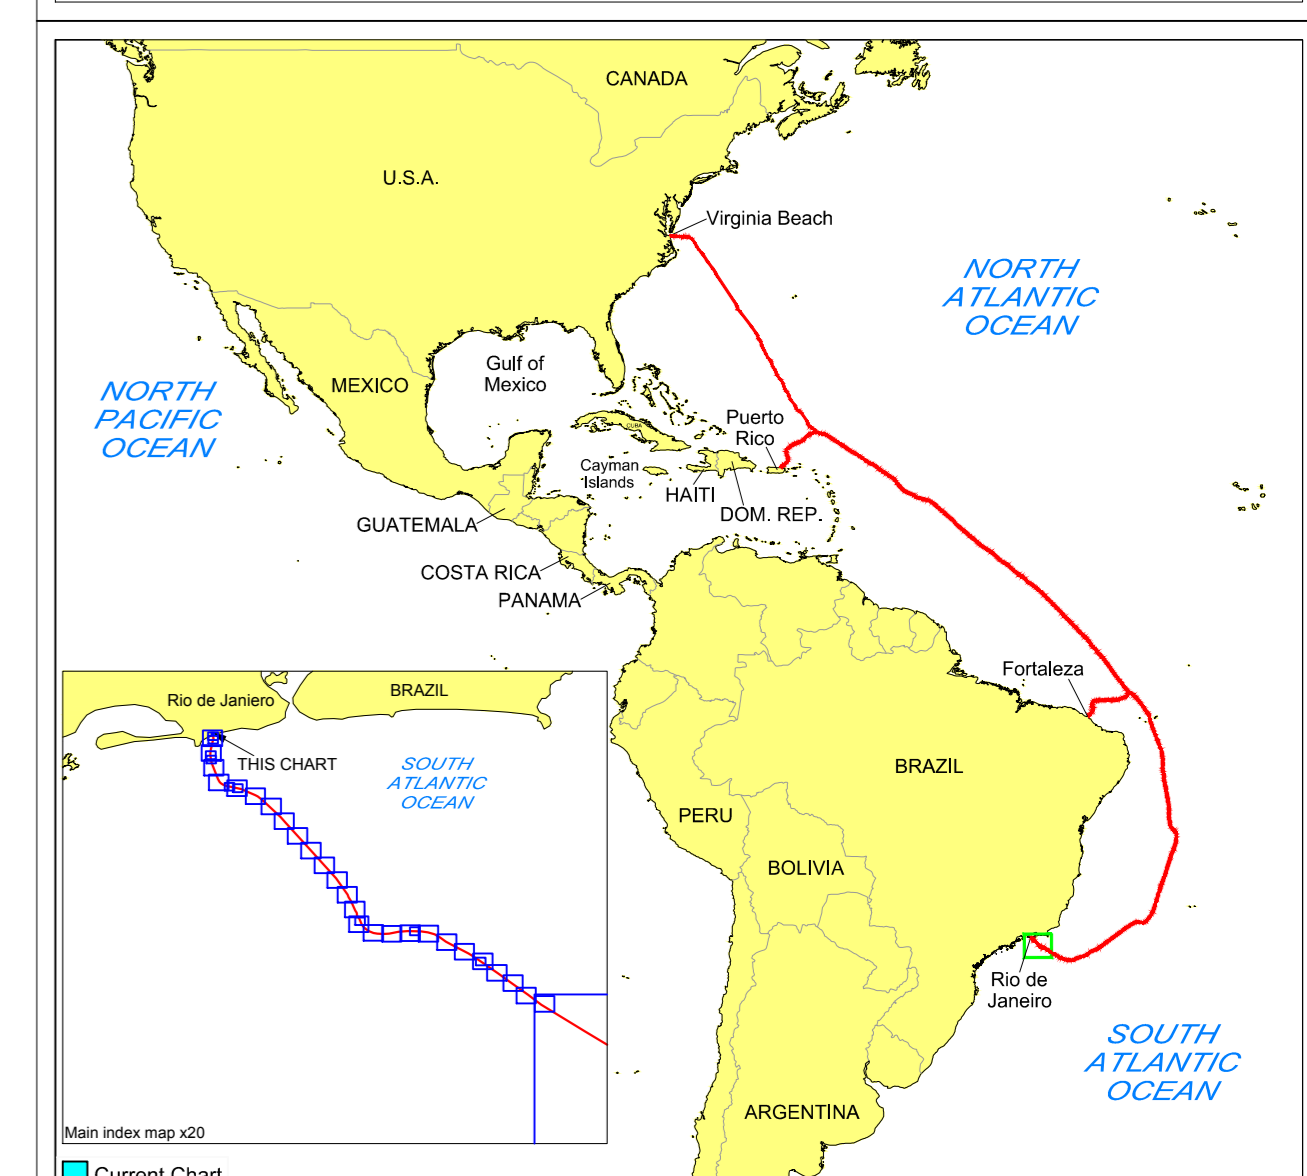 CANADA
U.S.A.
Virginia Beach
NORTH
ATLANTIC
OCEAN
Gulf of
Mexico
MEXICO
NORTH
PACIFIC
OCEAN
Puerto
Rico
CUBA
Cayman
Islands
HAITI
DOM. REP.
GUATEMALA
COSTA RICA
PANAMA
Fortaleza
BRAZIL
PERU
BOLIVIA
Rio de
Janeiro
SOUTH
ATLANTIC
OCEAN
ARGENTINA
Rio de Janiero
BRAZIL
THIS CHART
SOUTH
ATLANTIC
OCEAN
Main index map x20
Current Chart